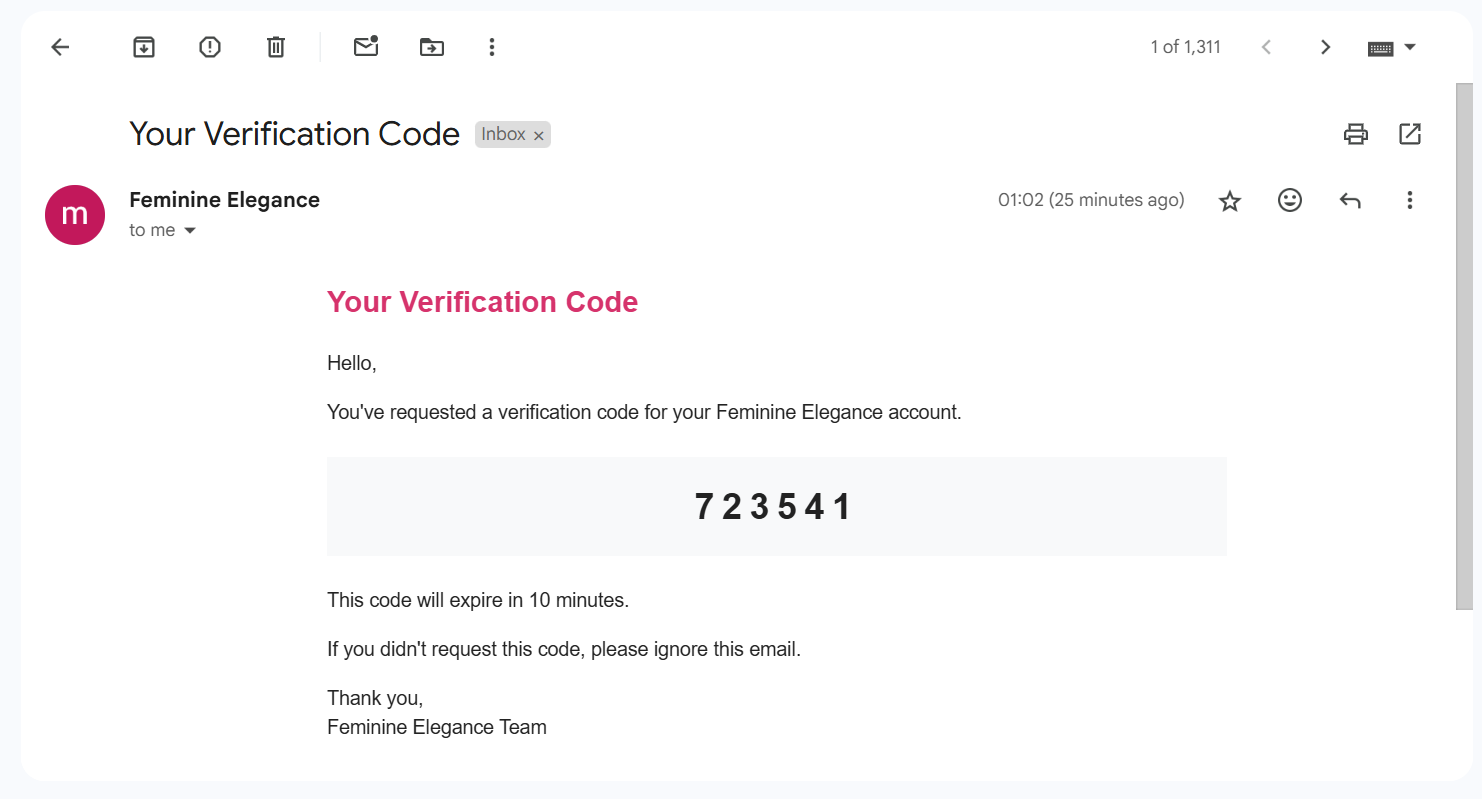 1 of 1,311
Your Verification Code Inbox ×
m
Feminine Elegance 01:02 (25 minutes ago)
to me
Your Verification Code
Hello,
You've requested a verification code for your Feminine Elegance account.
723541
This code will expire in 10 minutes.
If you didn't request this code, please ignore this email.
Thank you,
Feminine Elegance Team